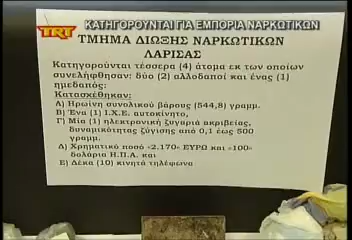 TRT
ΚΑΤΗΓΟΡΟΥΝΤΑΙ ΓΙΑ ΕΜΠΟΡΙΑ ΝΑΡΚΩΤΙΚΩΝ
ΤΜΗΜΑ ΔΙΩΞΗΣ ΝΑΡΚΩΤΙΚΩΝ
ΛΑΡΙΣΑΣ
Κατηγορούνται τέσσερα (4) άτομα εκ των οποίων
συνελήφθησαν: δύο (2) αλλοδαποί και ένας (1)
ημεδαπός:
Κατασχέθηκαν:
Α) Ηρωίνη συνολικού βάρους (544,8) γραμμ.
Β) Ένα (1) Ι.Χ.Ε. αυτοκίνητο,
Γ) Μία (1) ηλεκτρονική ζυγαριά ακριβείας,
δυναμικότητας ζύγισης από 0,1 έως 500
γραμμ.
Δ) Χρηματικό ποσό «2.170» ΕΥΡΩ και «100»
δολάρια Η.Π.Α. και
Ε) Δέκα (10) κινητά τηλέφωνα